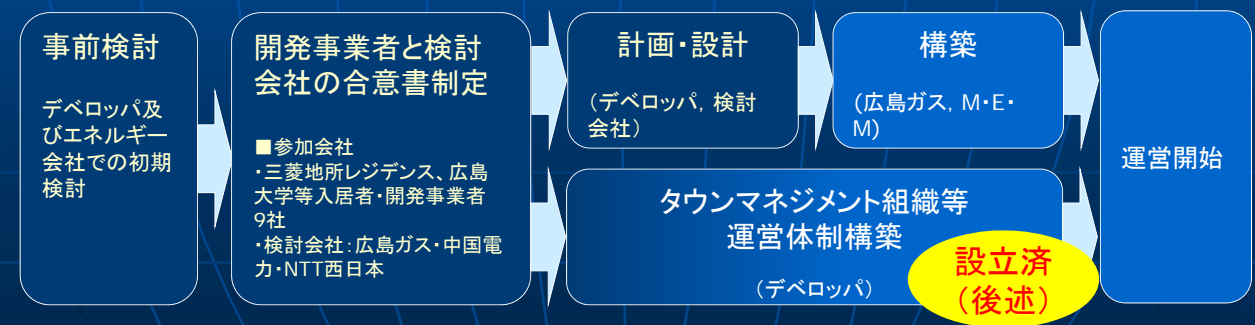 事前検討
デベロッパ及
びエネルギー
会社での初期
検討
開発事業者と検討
会社の合意書制定
■参加会社
・三菱地所レジデンス、広島
大学等入居者・開発事業者
9社
・検討会社：広島ガス・中国電
力・NTT西日本
計画・設計
（デベロッパ，検討
会社）
構築
(広島ガス，M・E・
M)
タウンマネジメント組織等
運営体制構築
（デベロッパ）
設立済
（後述）
運営開始